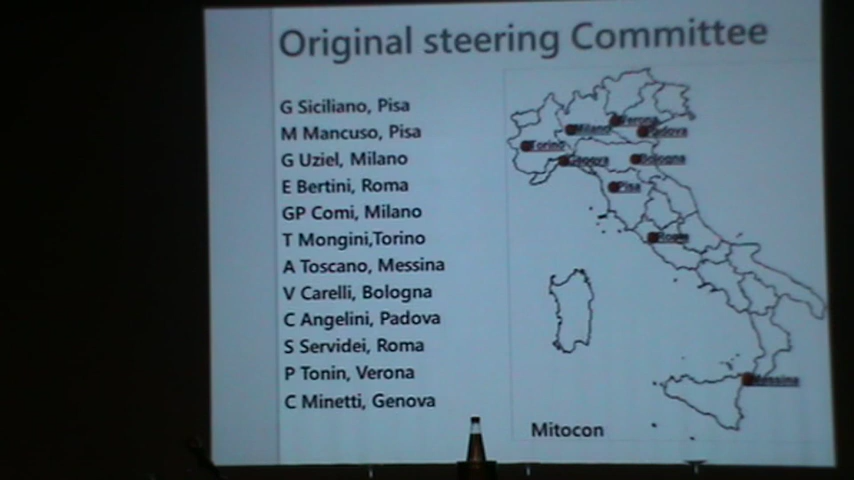 Original steering Committee
G Siciliano, Pisa
M Mancuso, Pisa
G Uziel, Milano
E Bertini, Roma
GP Comi, Milano
T Mongini,Torino
A Toscano, Messina
V Carelli, Bologna
C Angelini, Padova
S Servidei, Roma
P Tonin, Verona
C Minetti, Genova
Verona
Milano
Padova
Torino
Genova
Bologna
Pisa
Roma
Messina
Mitocon